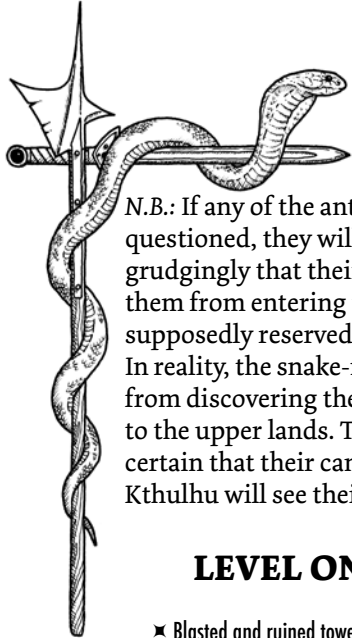 N.B.: If any of the ant
questioned, they wil
grudgingly that their
them from entering
supposedly reserved
In reality, the snake-
from discovering the
to the upper lands. T
certain that their can
Kthulhu will see thei
LEVEL ON
Blasted and ruined towe